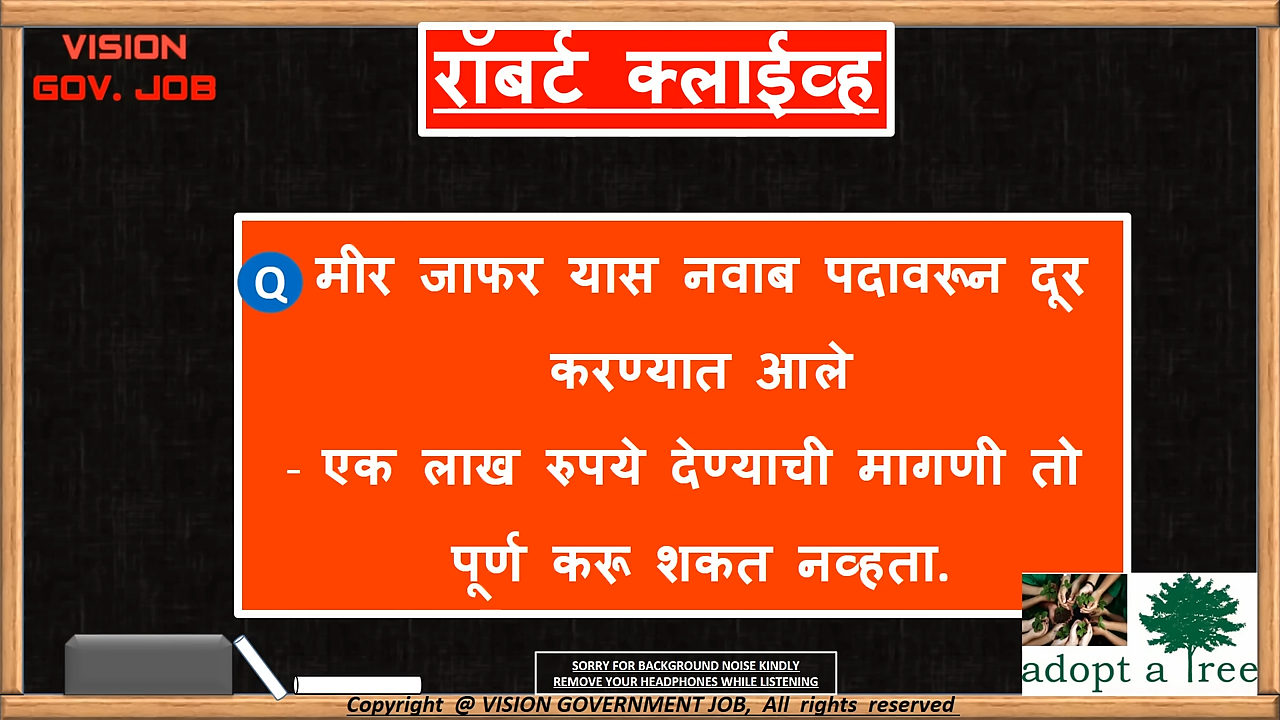 VISION
GOV. JOB
रॉबर्ट क्लाईव्ह
Q मीर जाफर यास नवाब पदावरून दूर
करण्यात आले
- एक लाख रुपये देण्याची मागणी तो
पूर्ण करू शकत नव्हता.
adopt a Tree
SORRY FOR BACKGROUND NOISE KINDLY
REMOVE YOUR HEADPHONES WHILE LISTENING
Copyright @ VISION GOVERNMENT JOB, All rights reserved